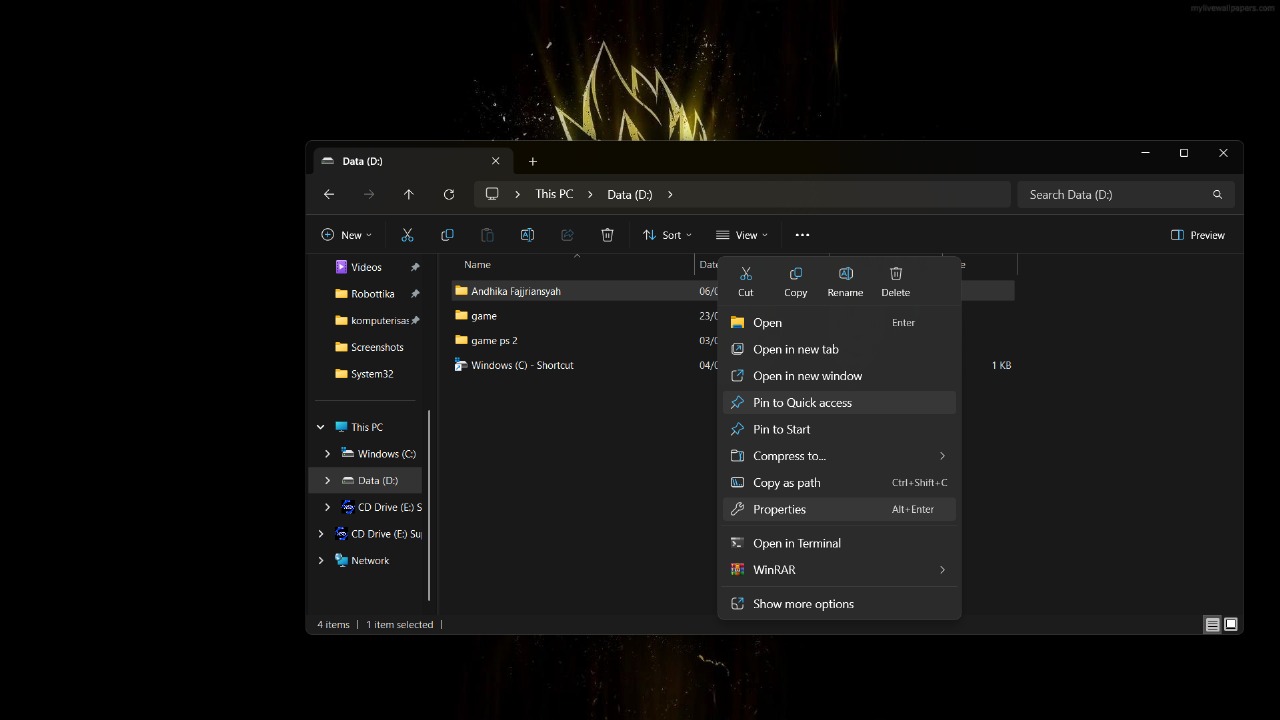 mylivewallpapers.com
Data (D:)
This PC
Data (D:)
Search Data (D:)
New
Sort
View
Preview
Videos
Robottika
komputerisas
Screenshots
System32
This PC
Windows (C:)
Data (D:)
CD Drive (E:) S
CD Drive (E:) Sup
Network
Name
Date
e
Andhika Fajjriansyah
06/0
game
23/0
game ps 2
03/0
Windows (C) - Shortcut
04/0
1 KB
Cut
Copy
Rename
Delete
Open
Enter
Open in new tab
Open in new window
Pin to Quick access
Pin to Start
Compress to...
Copy as path
Ctrl+Shift+C
Properties
Alt+Enter
Open in Terminal
WinRAR
Show more options
4 items
1 item selected